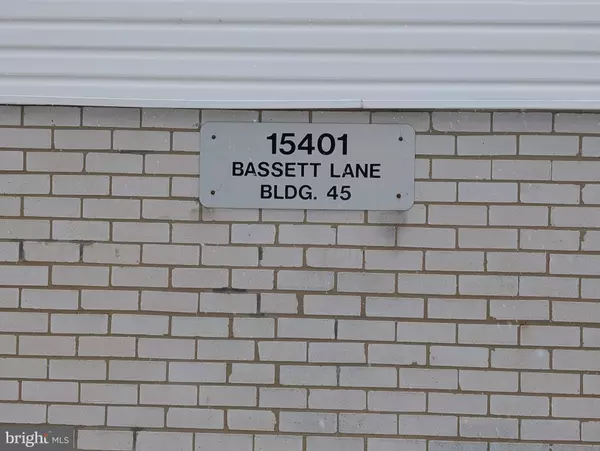 15401
BASSETT LANE
BLDG. 45
bright MLS